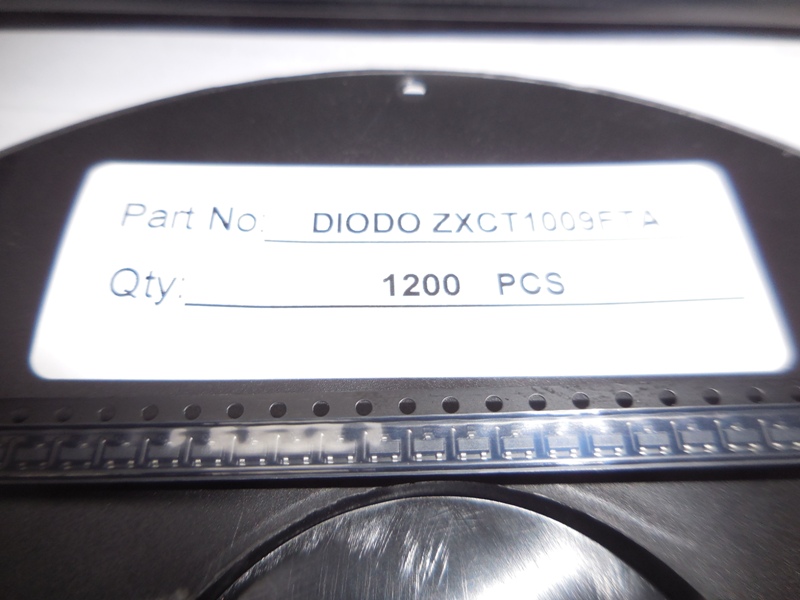 Part No: DIODO ZXCT1009FTA
Qty: 1200 PCS